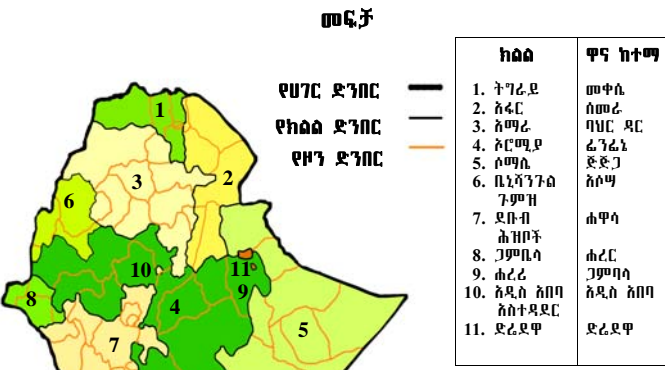 መፍቻ
የሀገር ድንበር
የክልል ድንበር
የዞን ድንበር
ክልል ዋና ከተማ
1. ትግራይ መቀሌ
2. አፋር ሰመራ
3. አማራ ባህር ዳር
4. ኦሮሚያ ፊንፊኔ
5. ሶማሌ ጅጅጋ
6. ቤኒሻንጉል አሶሣ
ጉምዝ
7. ደቡብ ሐዋሳ
ሕዝቦች
8. ጋምቤላ ሐረር
9. ሐረሪ ጋምባላ
10. አዲስ አበባ አዲስ አበባ
አስተዳደር
11. ድሬደዋ ድሬደዋ
1
3
2
6
10
11
9
8
4
5
7